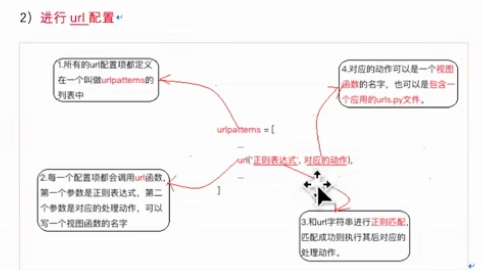 2）进行 url 配置
1.所有的url配置项都定义
在一个叫做urlpatterns的
列表中
4.对应的动作可以是一个视图
函数的名字，也可以是包含一
个应用的urls.py文件。
urlpatterns = [
...
url('正则表达式', 对应的动作),
...
]
2.每一个配置项都会调用url函数,
第一个参数是正则表达式，第二
个参数是对应的处理动作，可以
写一个视图函数的名字
3.和url字符串进行正则匹配，
匹配成功则执行其后对应的
处理动作。